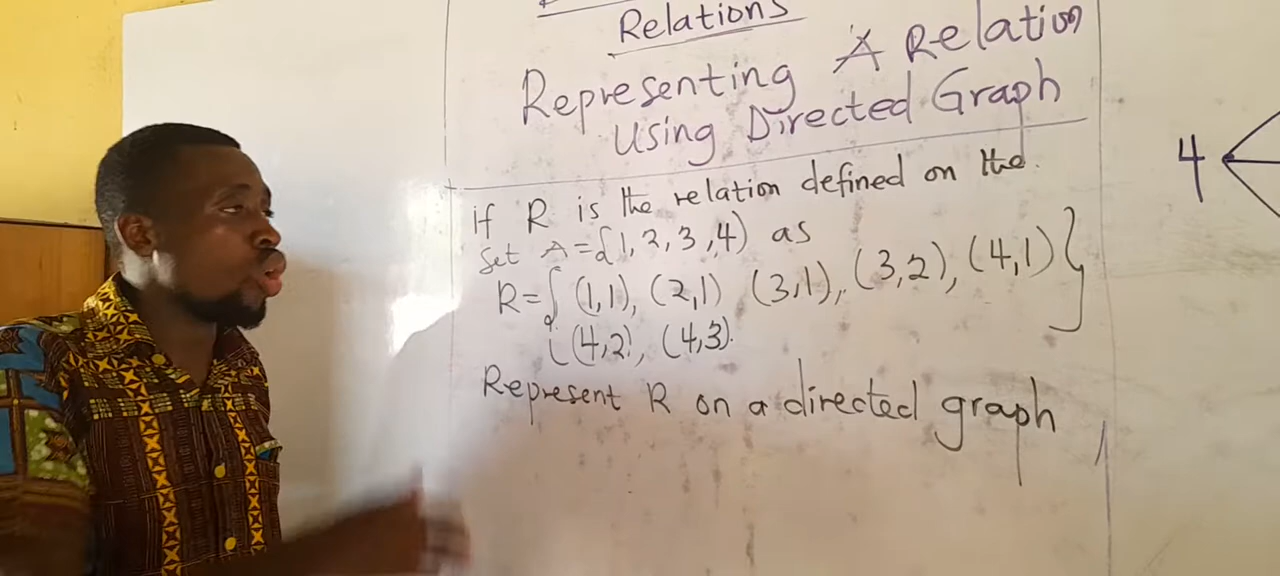 Relations
Representing A Relation
Using Directed Graph
if R is the relation defined on the
Set A={1,2,3,4) as
R={(1,1), (2,1) (3,1), (3,2), (4,1)}
(4,2), (4,3).
Represent R on a directed graph
4